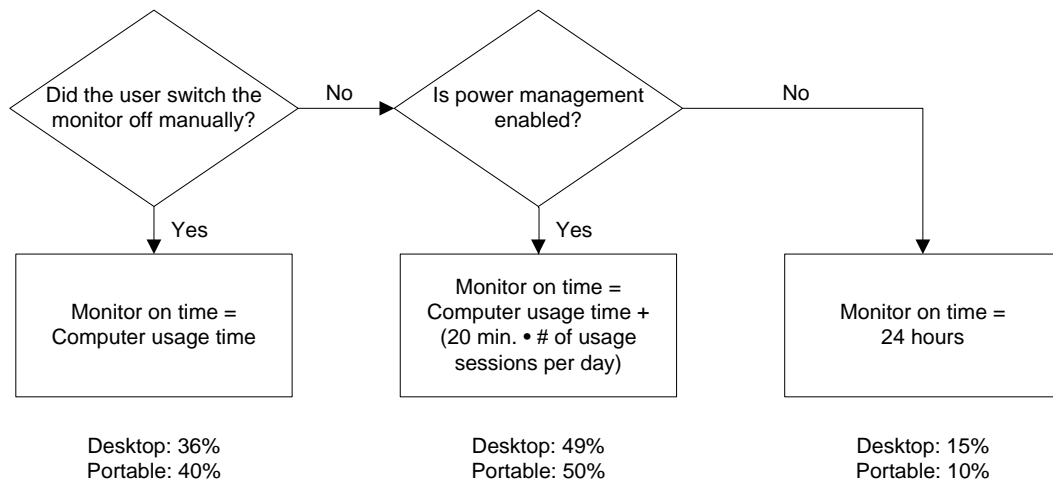 Did the user switch the
monitor off manually?
No
Is power management
enabled?
No
Yes
Yes
Monitor on time =
Computer usage time
Monitor on time =
Computer usage time +
(20 min. • # of usage
sessions per day)
Monitor on time =
24 hours
Desktop: 36%
Portable: 40%
Desktop: 49%
Portable: 50%
Desktop: 15%
Portable: 10%